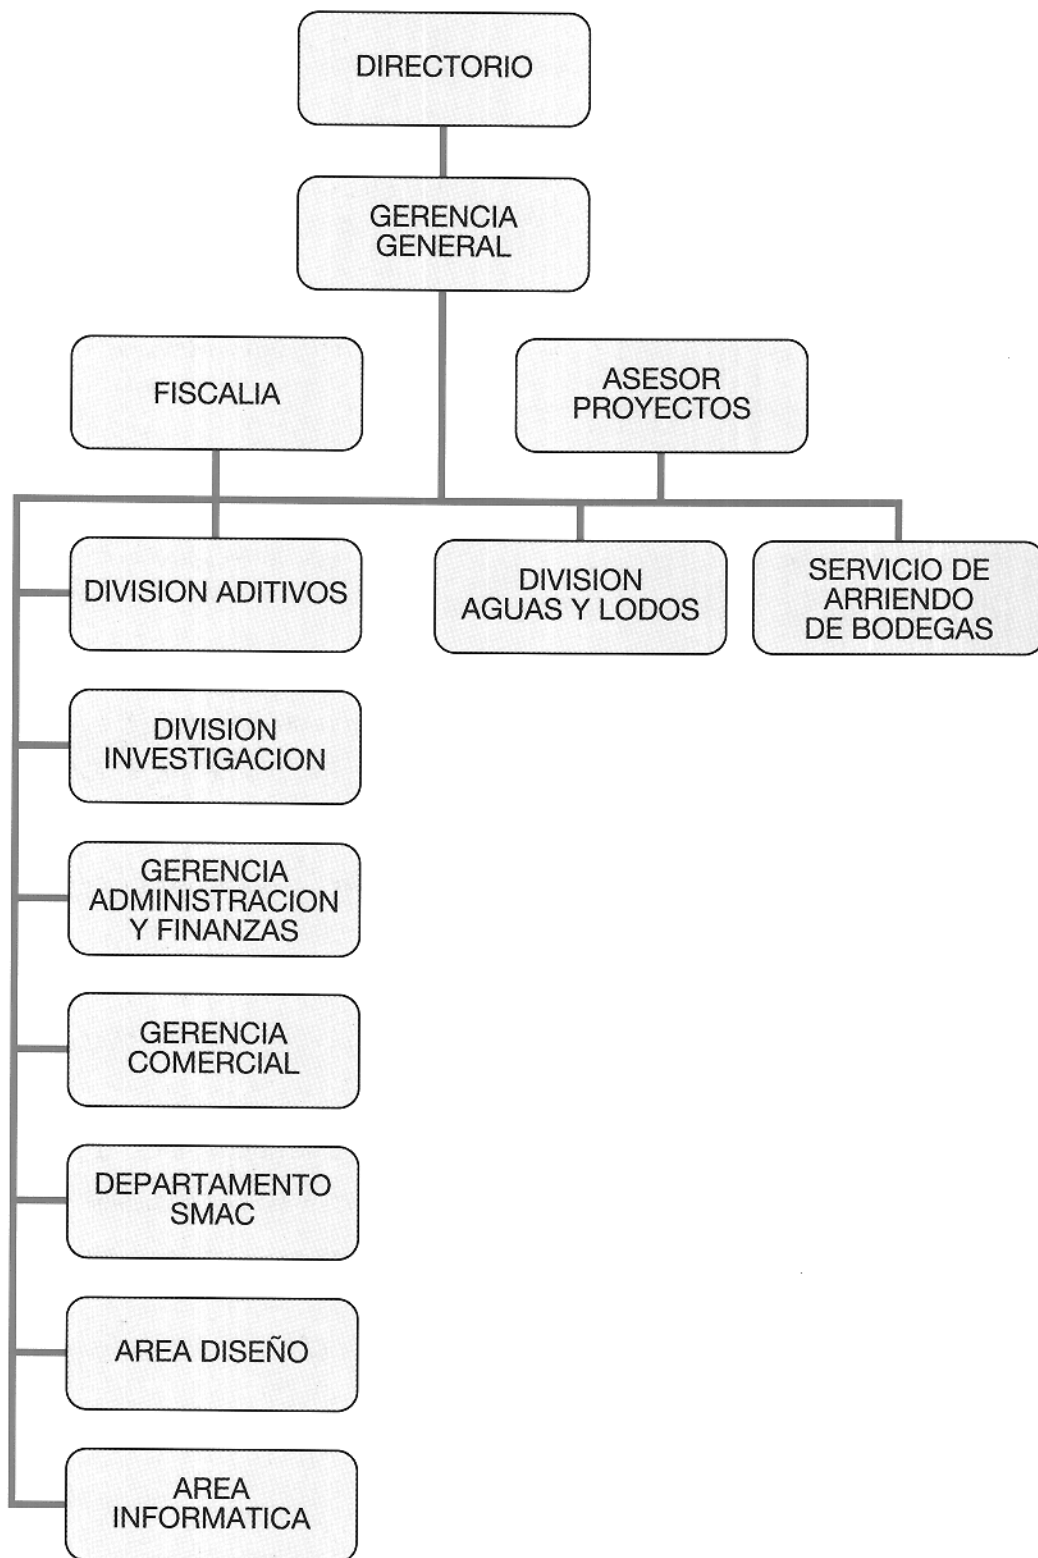 DIRECTORIO
GERENCIA
GENERAL
FISCALIA
ASESOR
PROYECTOS
DIVISION ADITIVOS
DIVISION
AGUAS Y LODOS
SERVICIO DE
ARRIENDO
DE BODEGAS
DIVISION
INVESTIGACION
GERENCIA
ADMINISTRACION
Y FINANZAS
GERENCIA
COMERCIAL
DEPARTAMENTO
SMAC
AREA DISEÑO
AREA
INFORMATICA